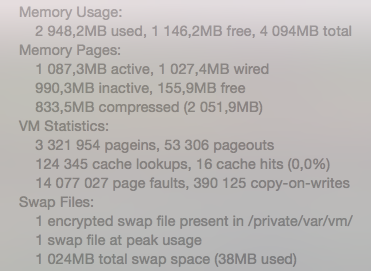 Memory Usage:
2 948,2MB used, 1 146,2MB free, 4 094MB total
Memory Pages:
1 087,3MB active, 1 027,4MB wired
990,3MB inactive, 155,9MB free
833,5MB compressed (2 051,9MB)
VM Statistics:
3 321 954 pageins, 53 306 pageouts
124 345 cache lookups, 16 cache hits (0,0%)
14 077 027 page faults, 390 125 copy-on-writes
Swap Files:
1 encrypted swap file present in /private/var/vm/
1 swap file at peak usage
1 024MB total swap space (38MB used)